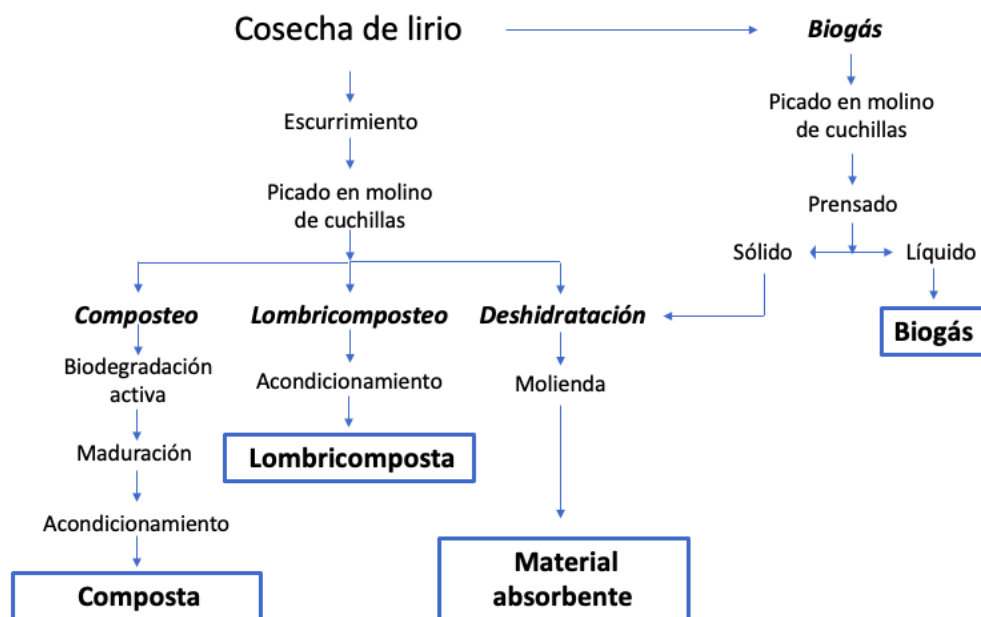 Cosecha de lirio
Biogás
Escurrimiento
Picado en molino
de cuchillas
Picado en molino
de cuchillas
Prensado
Sólido
Líquido
Composteo
Lombricomposteo
Deshidratación
Biogás
Biodegradación
activa
Acondicionamiento
Molienda
Maduración
Lombricomposta
Acondicionamiento
Composta
Material
absorbente